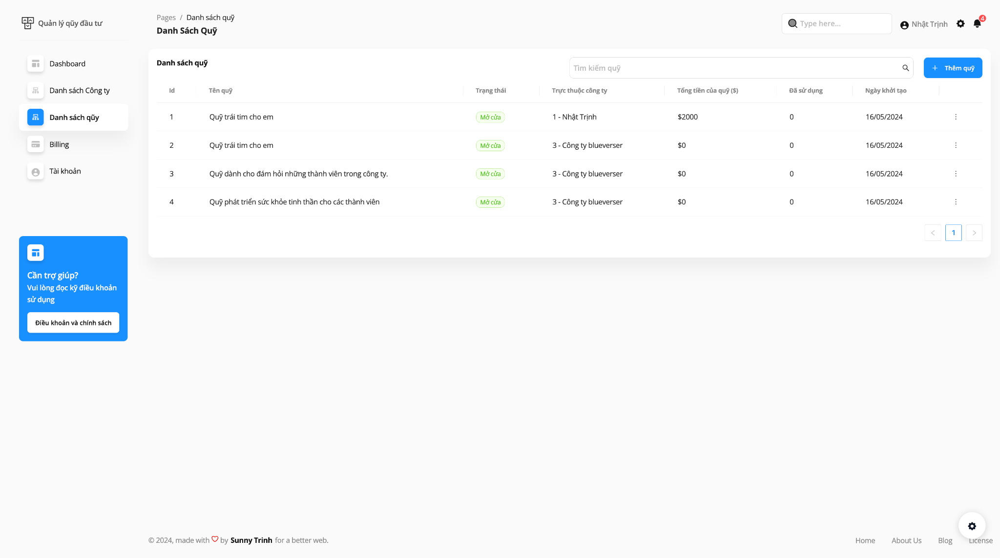 Quản lý qũy đầu tư
Dashboard
Danh sách Công ty
Danh sách qũy
Billing
Tài khoản
Cần trợ giúp?
Vui lòng đọc kỹ điều khoản
sử dụng
Điều khoản và chính sách
Pages / Danh sách quỹ
Danh Sách Quỹ
Type here...
Nhật Trịnh
4
Danh sách quỹ
Tìm kiếm quỹ
+ Thêm quỹ
Id Tên quỹ Trạng thái Trực thuộc công ty Tổng tiền của quỹ ($) Đã sử dụng Ngày khởi tạo
1 Quỹ trái tim cho em Mở cửa 1 - Nhật Trịnh $2000 0 16/05/2024
2 Quỹ trái tim cho em Mở cửa 3 - Công ty blueverser $0 0 16/05/2024
3 Quỹ dành cho đám hỏi những thành viên trong công ty. Mở cửa 3 - Công ty blueverser $0 0 16/05/2024
4 Quỹ phát triển sức khỏe tinh thần cho các thành viên Mở cửa 3 - Công ty blueverser $0 0 16/05/2024
< 1 >
© 2024, made with ♡ by Sunny Trinh for a better web.
Home About Us Blog License